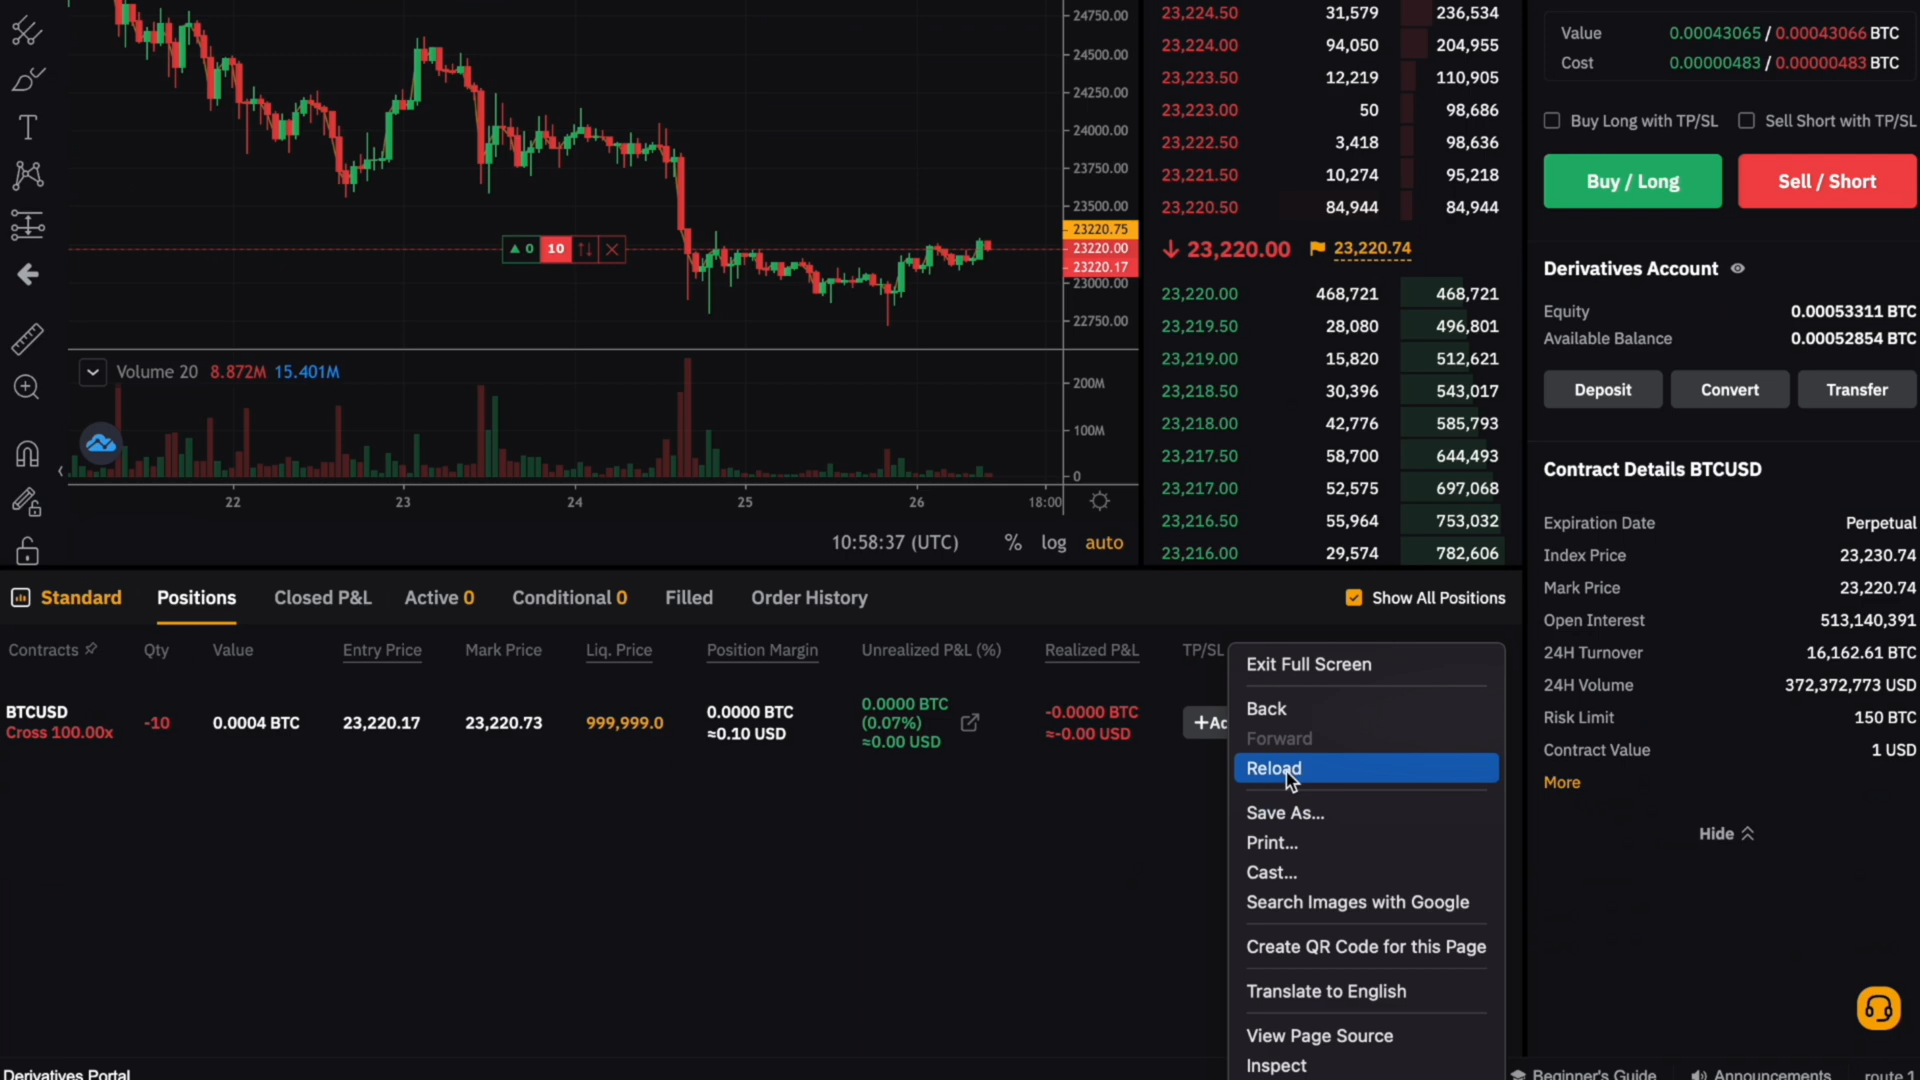 24750.00
24500.00
24250.00
24000.00
23750.00
23500.00
23220.75
23220.00
23220.17
23000.00
22750.00
0 10
Volume 20 8.872M 15.401M
200M
100M
0
22 23 24 25 26 18:00
10:58:37 (UTC) % log auto
23,224.50 31,579 236,534
23,224.00 94,050 204,955
23,223.50 12,219 110,905
23,223.00 50 98,686
23,222.50 3,418 98,636
23,221.50 10,274 95,218
23,220.50 84,944 84,944
23,220.00 23,220.74
23,220.00 468,721 468,721
23,219.50 28,080 496,801
23,219.00 15,820 512,621
23,218.50 30,396 543,017
23,218.00 42,776 585,793
23,217.50 58,700 644,493
23,217.00 52,575 697,068
23,216.50 55,964 753,032
23,216.00 29,574 782,606
Value 0.00043065 / 0.00043066 BTC
Cost 0.00000483 / 0.00000483 BTC
Buy Long with TP/SL Sell Short with TP/SL
Buy / Long Sell / Short
Derivatives Account
Equity 0.00053311 BTC
Available Balance 0.00052854 BTC
Deposit Convert Transfer
Contract Details BTCUSD
Expiration Date Perpetual
Index Price 23,230.74
Mark Price 23,220.74
Open Interest 513,140,391
24H Turnover 16,162.61 BTC
24H Volume 372,372,773 USD
Risk Limit 150 BTC
Contract Value 1 USD
More
Hide
Standard Positions Closed P&L Active 0 Conditional 0 Filled Order History Show All Positions
Contracts Qty Value Entry Price Mark Price Liq. Price Position Margin Unrealized P&L (%) Realized P&L TP/SL
BTCUSD -10 0.0004 BTC 23,220.17 23,220.73 999,999.0 0.0000 BTC 0.0000 BTC -0.0000 BTC +Ad
Cross 100.00x ≈0.10 USD (0.07%) ≈-0.00 USD
≈0.00 USD
Exit Full Screen
Back
Forward
Reload
Save As...
Print...
Cast...
Search Images with Google
Create QR Code for this Page
Translate to English
View Page Source
Inspect
Derivatives Portal Beginner's Guide Announcements route 1